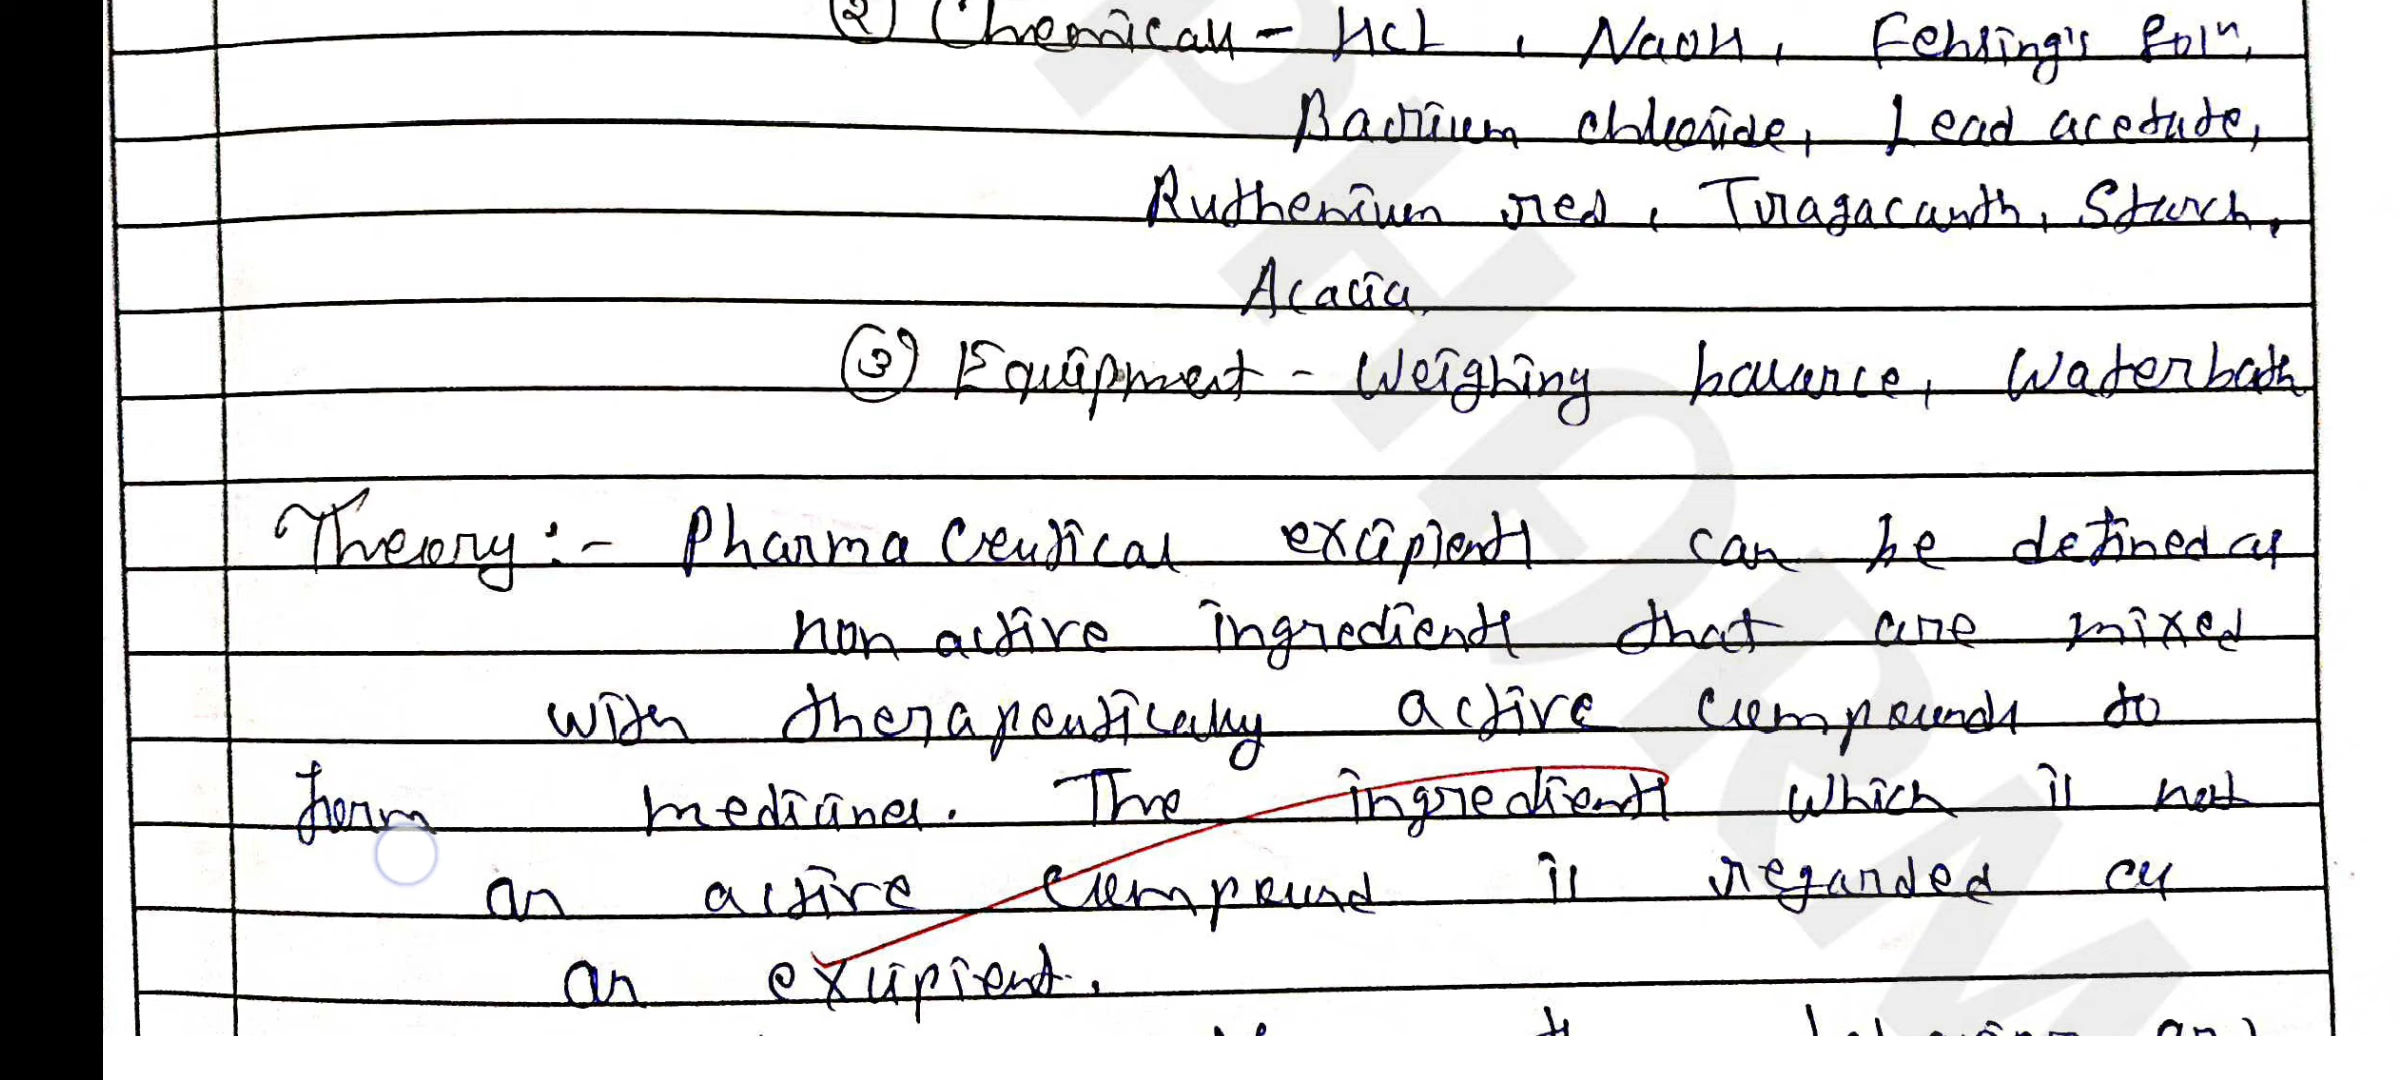 ② Chemical - HCL, NaOH, Fehling's Soln,
Barium chloride, Lead acetate,
Ruthenium red, Tragacanth, Starch,
Acacia
③ Equipment - Weighing balance, Waterbath
Theory :- Pharmaceutical excipients can be defined as
non active ingredients that are mixed
with therapeutically active compounds to
form medicines. The ingredients which is not
an active compound is regarded as
an excipient.